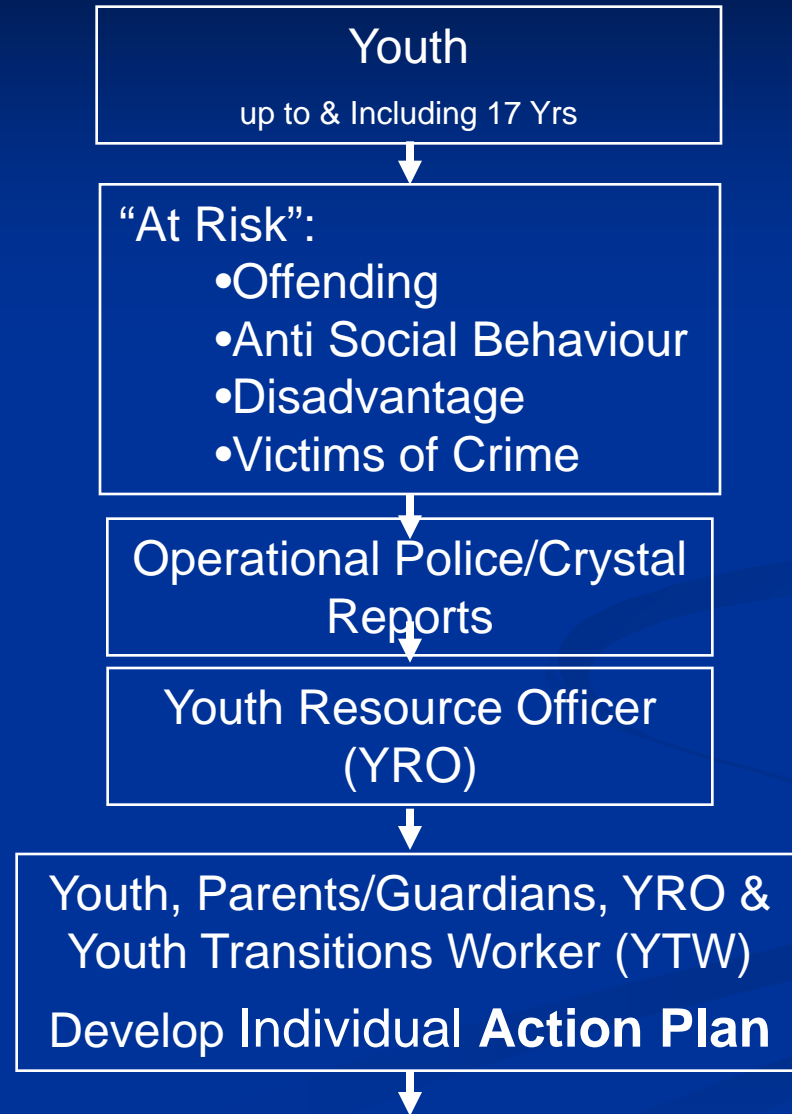 Youth
up to & Including 17 Yrs
“At Risk”:
•Offending
•Anti Social Behaviour
•Disadvantage
•Victims of Crime
Operational Police/Crystal
Reports
Youth Resource Officer
(YRO)
Youth, Parents/Guardians, YRO &
Youth Transitions Worker (YTW)
Develop Individual Action Plan